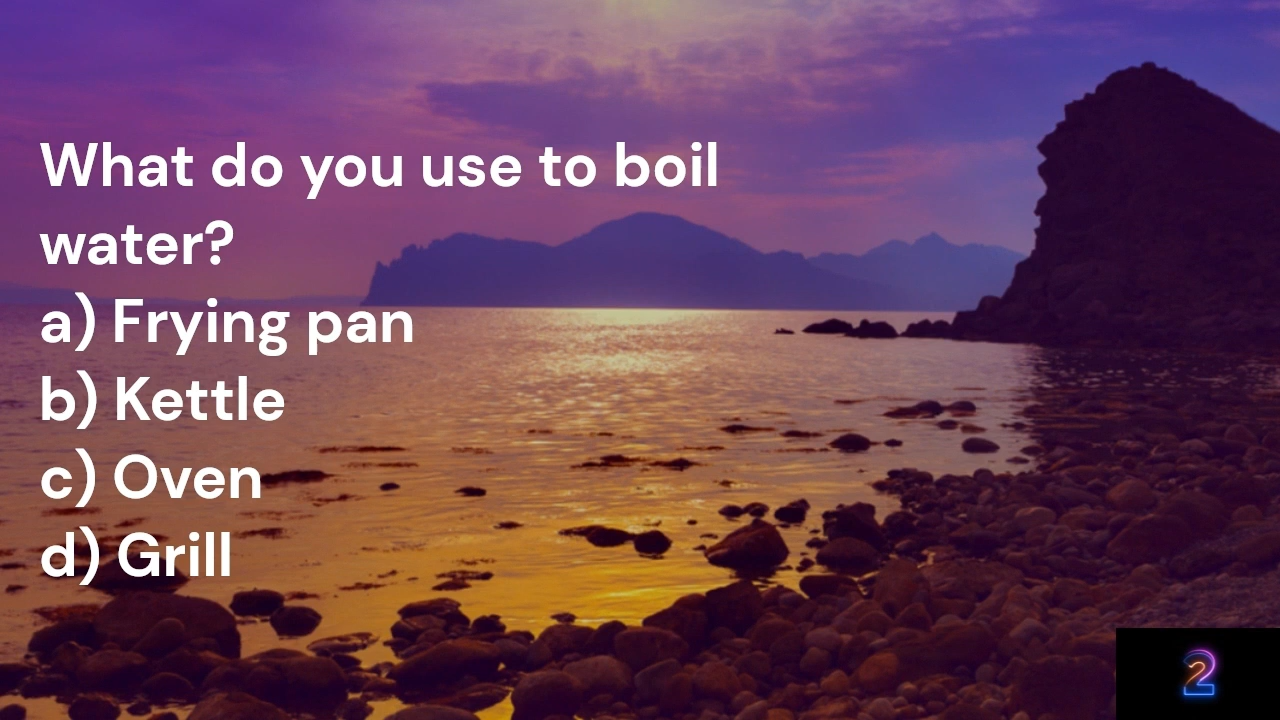 What do you use to boil
water?
a) Frying pan
b) Kettle
c) Oven
d) Grill
2